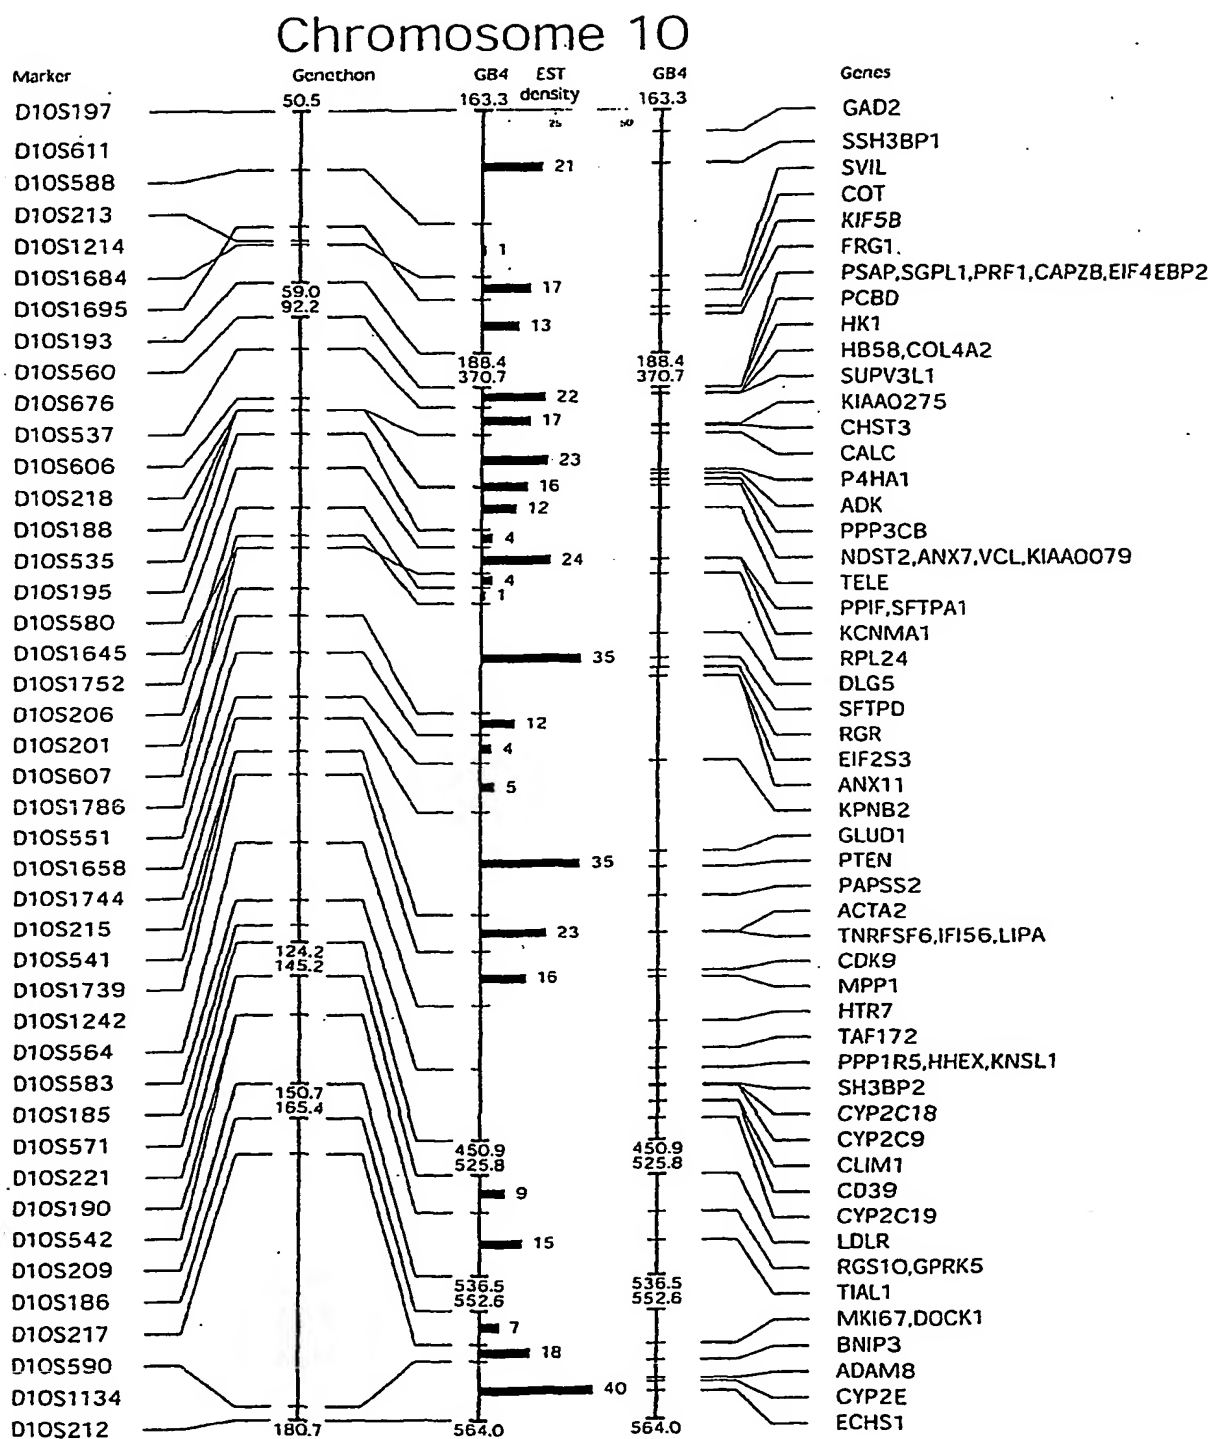 Chromosome 10
Marker Genethon GB4 EST density GB4 Genes
50.5 163.3 25 50 163.3
D10S197
D10S611
D10S588
D10S213
D10S1214
D10S1684
D10S1695
D10S193
D10S560
D10S676
D10S537
D10S606
D10S218
D10S188
D10S535
D10S195
D10S580
D10S1645
D10S1752
D10S206
D10S201
D10S607
D10S1786
D10S551
D10S1658
D10S1744
D10S215
D10S541
D10S1739
D10S1242
D10S564
D10S583
D10S185
D10S571
D10S221
D10S190
D10S542
D10S209
D10S186
D10S217
D10S590
D10S1134
D10S212
59.0
92.2
124.2
145.2
150.7
165.4
180.7
21
1
17
13
188.4
370.7
22
17
23
16
12
4
24
4
1
35
12
4
5
35
23
16
450.9
525.8
9
15
536.5
552.6
7
18
40
564.0
188.4
370.7
450.9
525.8
536.5
552.6
564.0
GAD2
SSH3BP1
SVIL
COT
KIF5B
FRG1
PSAP,SGPL1,PRF1,CAPZB,EIF4EBP2
PCBD
HK1
HB58,COL4A2
SUPV3L1
KIAA0275
CHST3
CALC
P4HA1
ADK
PPP3CB
NDST2,ANX7,VCL,KIAA0079
TELE
PPIF,SFTPA1
KCNMA1
RPL24
DLG5
SFTPD
RGR
EIF2S3
ANX11
KPNB2
GLUD1
PTEN
PAPSS2
ACTA2
TNRFSF6,IFI56,LIPA
CDK9
MPP1
HTR7
TAF172
PPP1R5,HHEX,KNSL1
SH3BP2
CYP2C18
CYP2C9
CLIM1
CD39
CYP2C19
LDLR
RGS10,GPRK5
TIAL1
MKI67,DOCK1
BNIP3
ADAM8
CYP2E
ECHS1